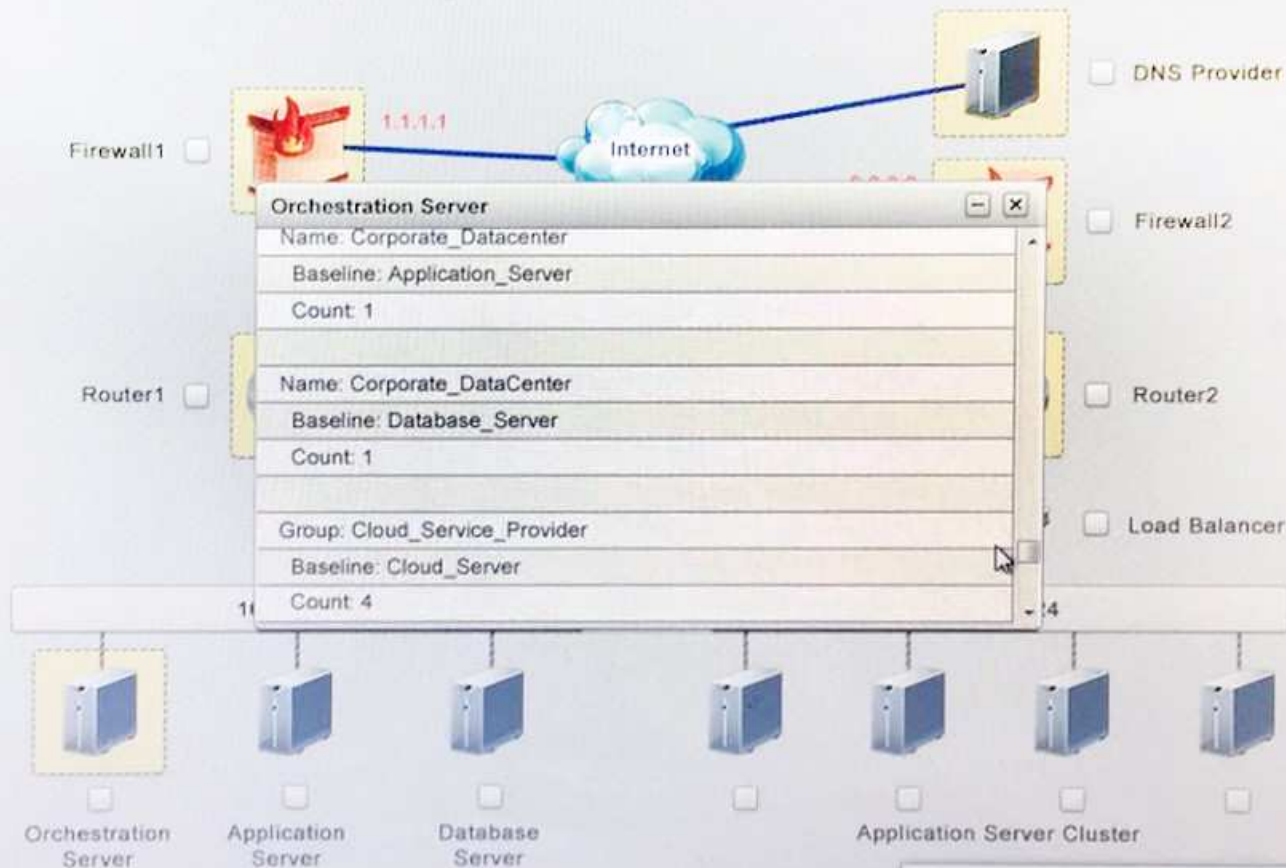 DNS Provider
Firewall1
1.1.1.1
Internet
Firewall2
Orchestration Server
Name: Corporate_Datacenter
Baseline: Application_Server
Count: 1
Name: Corporate_DataCenter
Baseline: Database_Server
Count: 1
Group: Cloud_Service_Provider
Baseline: Cloud_Server
Count: 4
Router1
Router2
Load Balancer
Orchestration
Server
Application
Server
Database
Server
Application Server Cluster